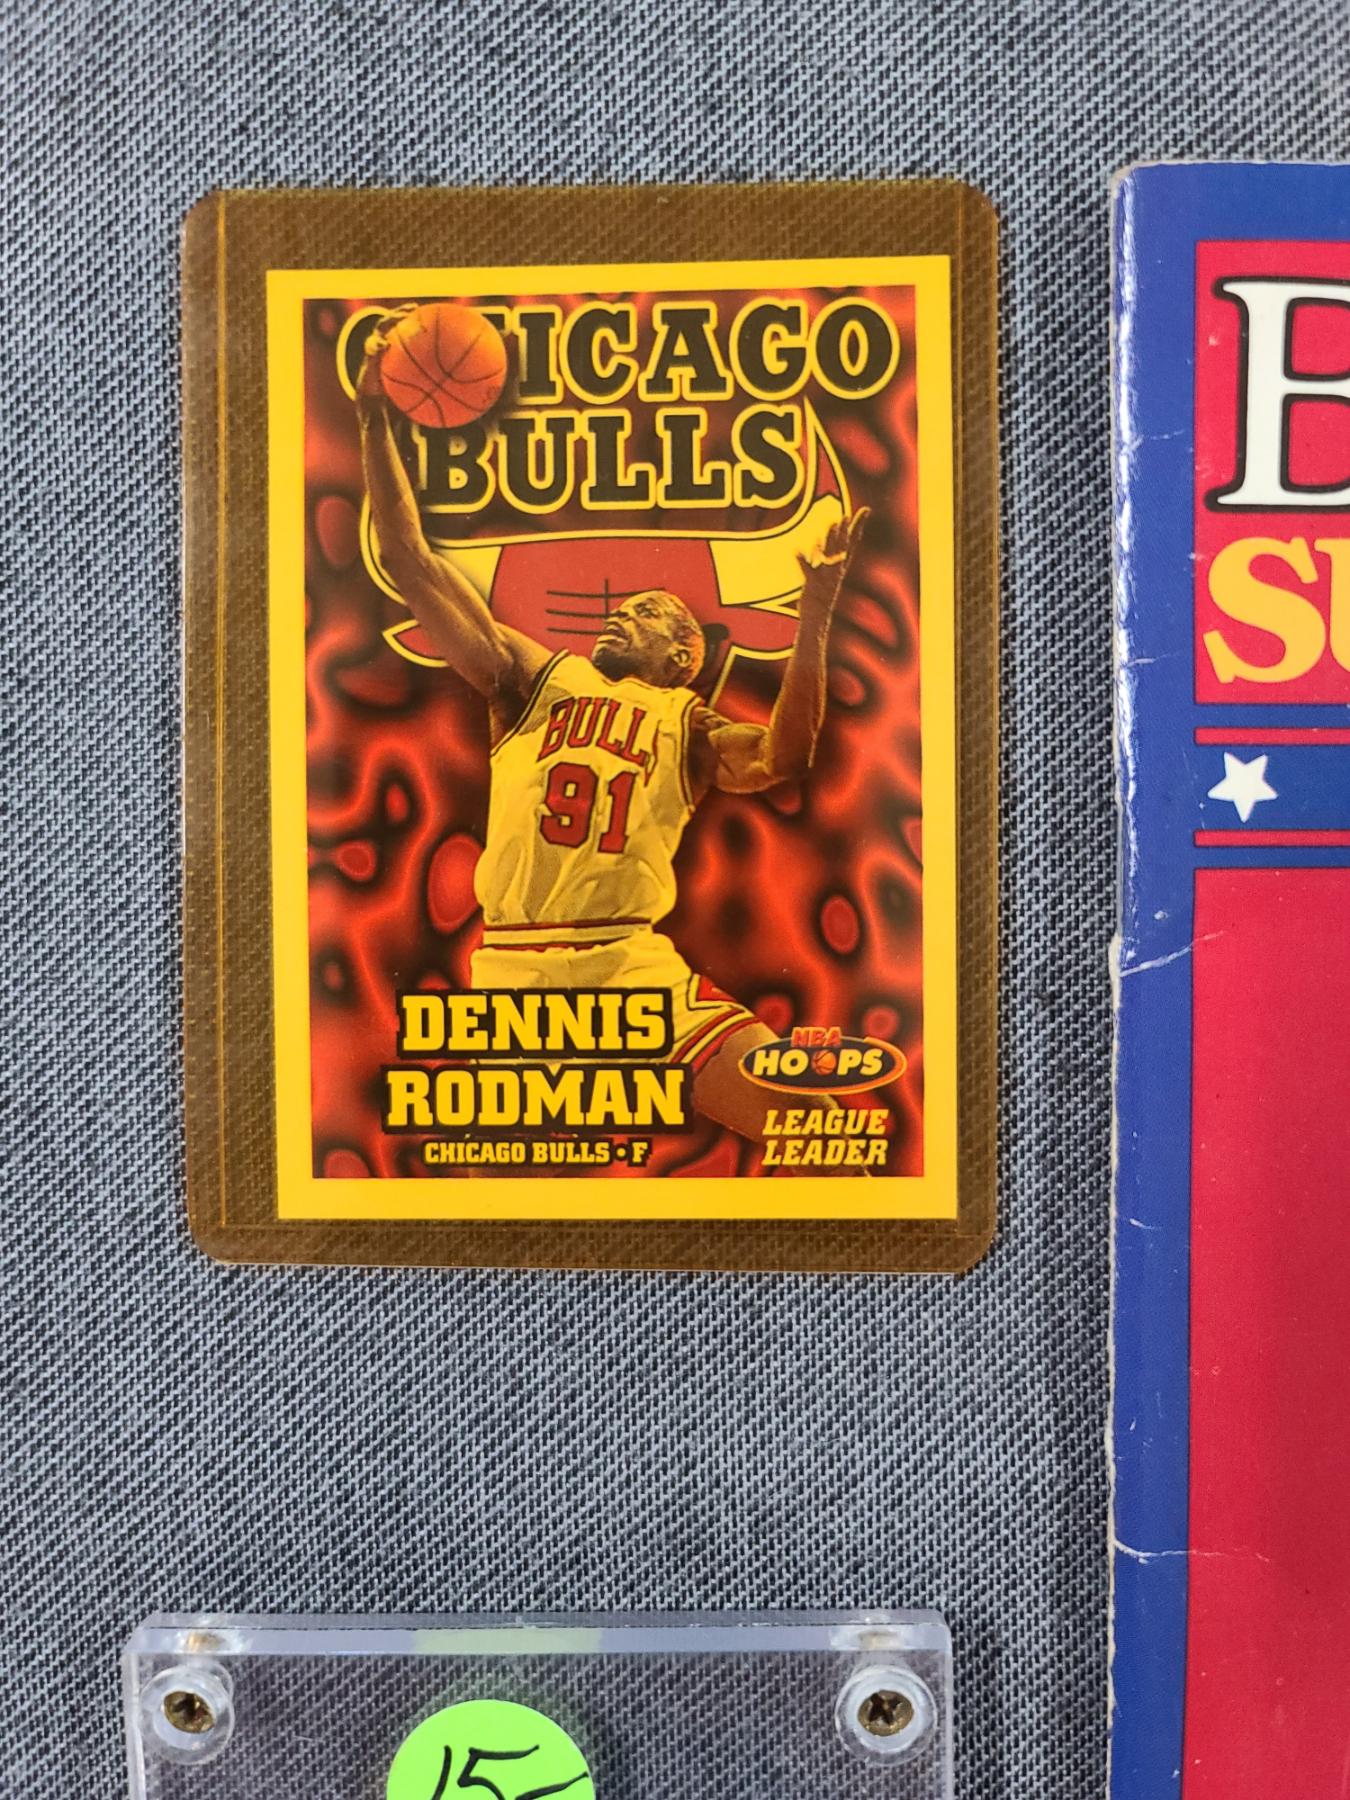 CHICAGO
BULLS
BULLS
91
DENNIS
RODMAN
CHICAGO BULLS • F
NBA
HOOPS
LEAGUE
LEADER
15-